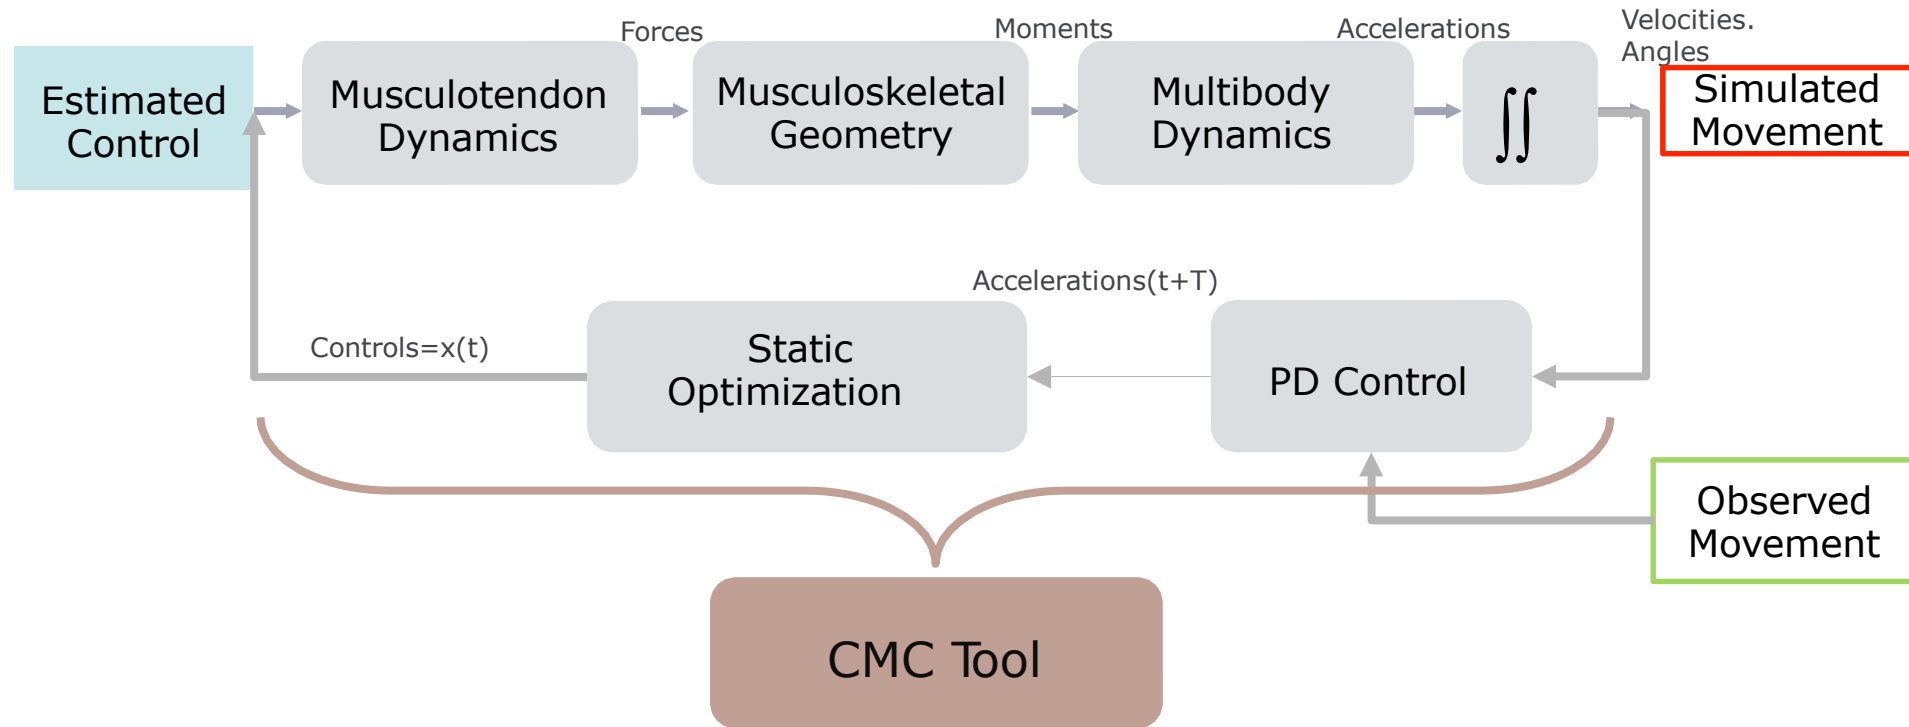 Forces
Moments
Accelerations
Velocities.
Angles
Estimated
Control
Musculotendon
Dynamics
Musculoskeletal
Geometry
Multibody
Dynamics
∬
Simulated
Movement
Accelerations(t+T)
Controls=x(t)
Static
Optimization
PD Control
Observed
Movement
CMC Tool